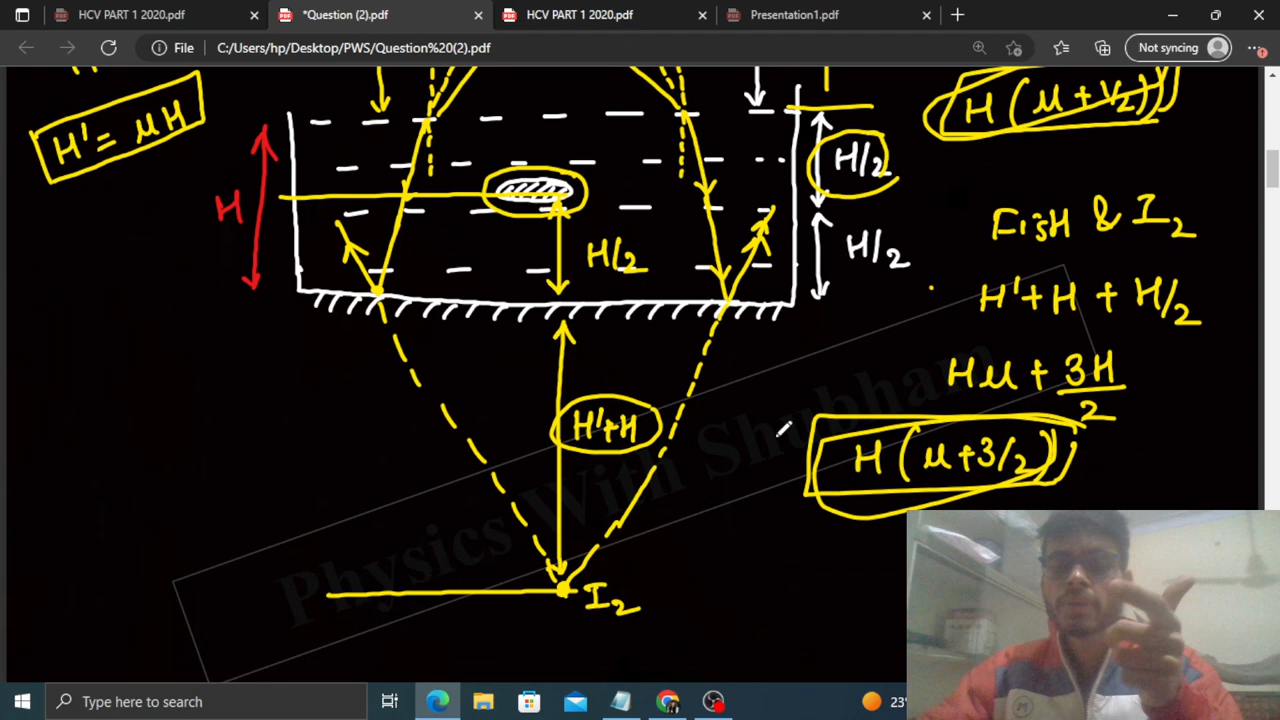 HCV PART 1 2020.pdf
*Question (2).pdf
HCV PART 1 2020.pdf
Presentation1.pdf
File
C:/Users/hp/Desktop/PWS/Question%20(2).pdf
Not syncing
H' = μH
H
H/2
H/2
H/2
H'+H
I2
H(μ+1/2)
FisH & I2
H'+H+H/2
Hμ + 3H/2
H(μ+3/2)
Physics With Shubham
Type here to search
23°